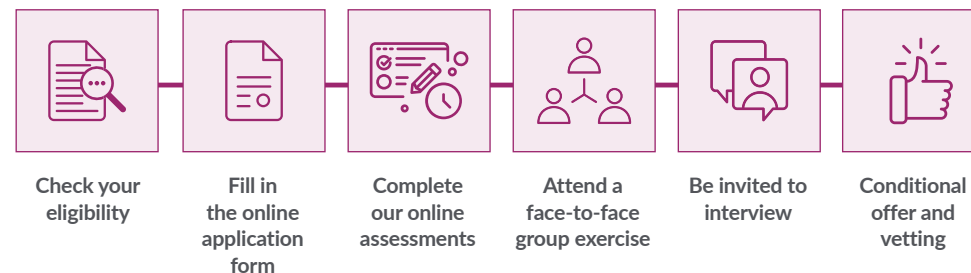 Check your
eligibility
Fill in
the online
application
form
Complete
our online
assessments
Attend a
face-to-face
group exercise
Be invited to
interview
Conditional
offer and
vetting